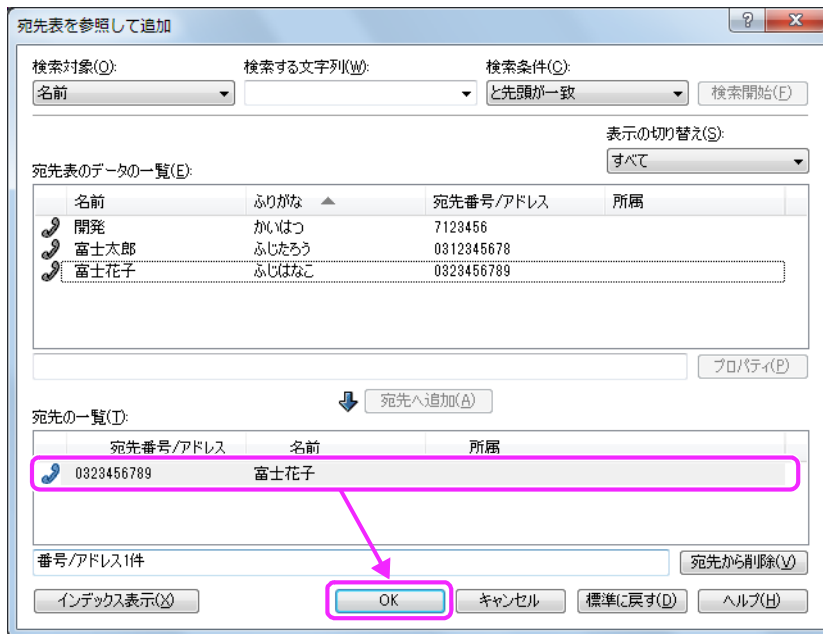 宛先表を参照して追加
検索対象(O): 検索する文字列(W): 検索条件(C):
名前 と先頭が一致 検索開始(F)
表示の切り替え(S):
すべて
宛先表のデータの一覧(E):
名前 ふりがな 宛先番号/アドレス 所属
開発 かいはつ 7123456
富士太郎 ふじたろう 0312345678
富士花子 ふじはなこ 0323456789
プロパティ(P)
宛先へ追加(A)
宛先の一覧(T):
宛先番号/アドレス 名前 所属
0323456789 富士花子
番号/アドレス1件 宛先から削除(V)
インデックス表示(X) OK キャンセル 標準に戻す(D) ヘルプ(H)